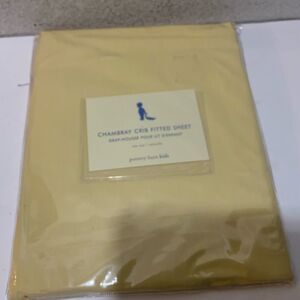 CHAMBRAY CRIB FITTED SHEET
DRAP-HOUSSE POUR LIT D'ENFANT
pottery barn kids